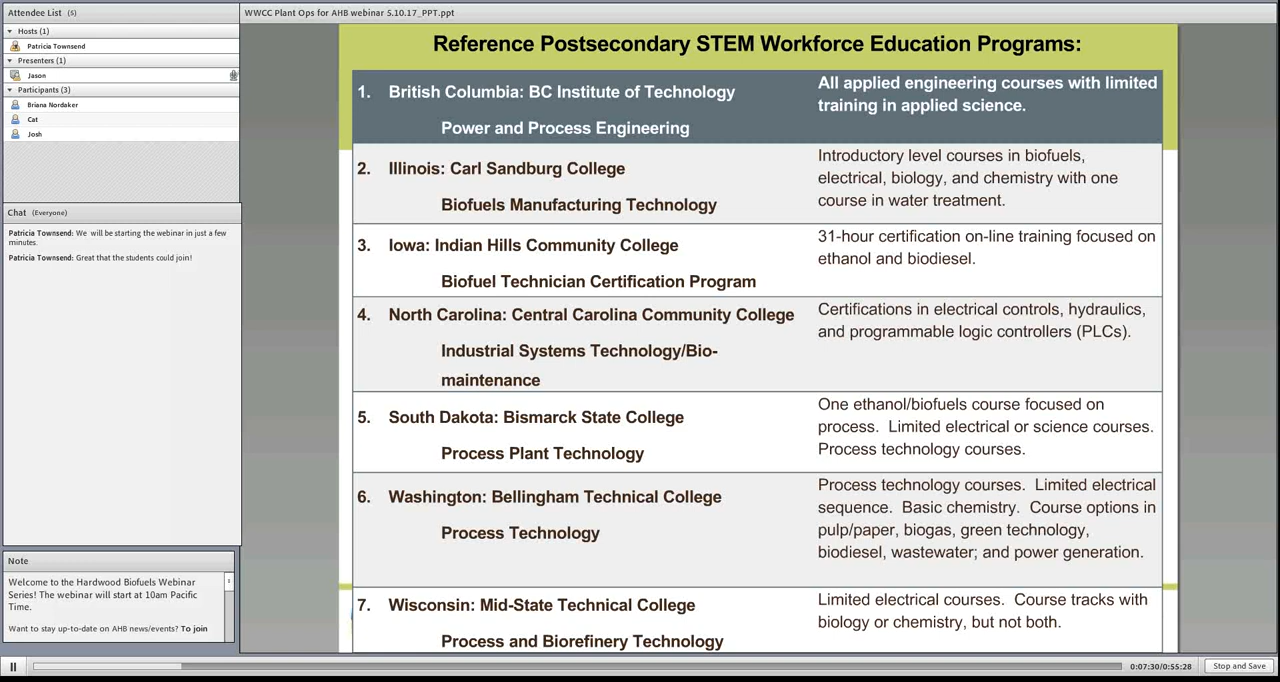 Attendee List (5)
WWCC Plant Ops for AHB webinar 5.10.17_PPT.ppt
Hosts (1)
Patricia Townsend
Presenters (1)
Jason
Participants (3)
Briana Nordaker
Cat
Josh
Chat (Everyone)
Patricia Townsend: We will be starting the webinar in just a few
minutes.
Patricia Townsend: Great that the students could join!
Note
Welcome to the Hardwood Biofuels Webinar
Series! The webinar will start at 10am Pacific
Time.
Want to stay up-to-date on AHB news/events? To join
Reference Postsecondary STEM Workforce Education Programs:
1. British Columbia: BC Institute of Technology
Power and Process Engineering
All applied engineering courses with limited
training in applied science.
2. Illinois: Carl Sandburg College
Biofuels Manufacturing Technology
Introductory level courses in biofuels,
electrical, biology, and chemistry with one
course in water treatment.
3. Iowa: Indian Hills Community College
Biofuel Technician Certification Program
31-hour certification on-line training focused on
ethanol and biodiesel.
4. North Carolina: Central Carolina Community College
Industrial Systems Technology/Bio-
maintenance
Certifications in electrical controls, hydraulics,
and programmable logic controllers (PLCs).
5. South Dakota: Bismarck State College
Process Plant Technology
One ethanol/biofuels course focused on
process. Limited electrical or science courses.
Process technology courses.
6. Washington: Bellingham Technical College
Process Technology
Process technology courses. Limited electrical
sequence. Basic chemistry. Course options in
pulp/paper, biogas, green technology,
biodiesel, wastewater; and power generation.
7. Wisconsin: Mid-State Technical College
Process and Biorefinery Technology
Limited electrical courses. Course tracks with
biology or chemistry, but not both.
0:07:30/0:55:28
Stop and Save